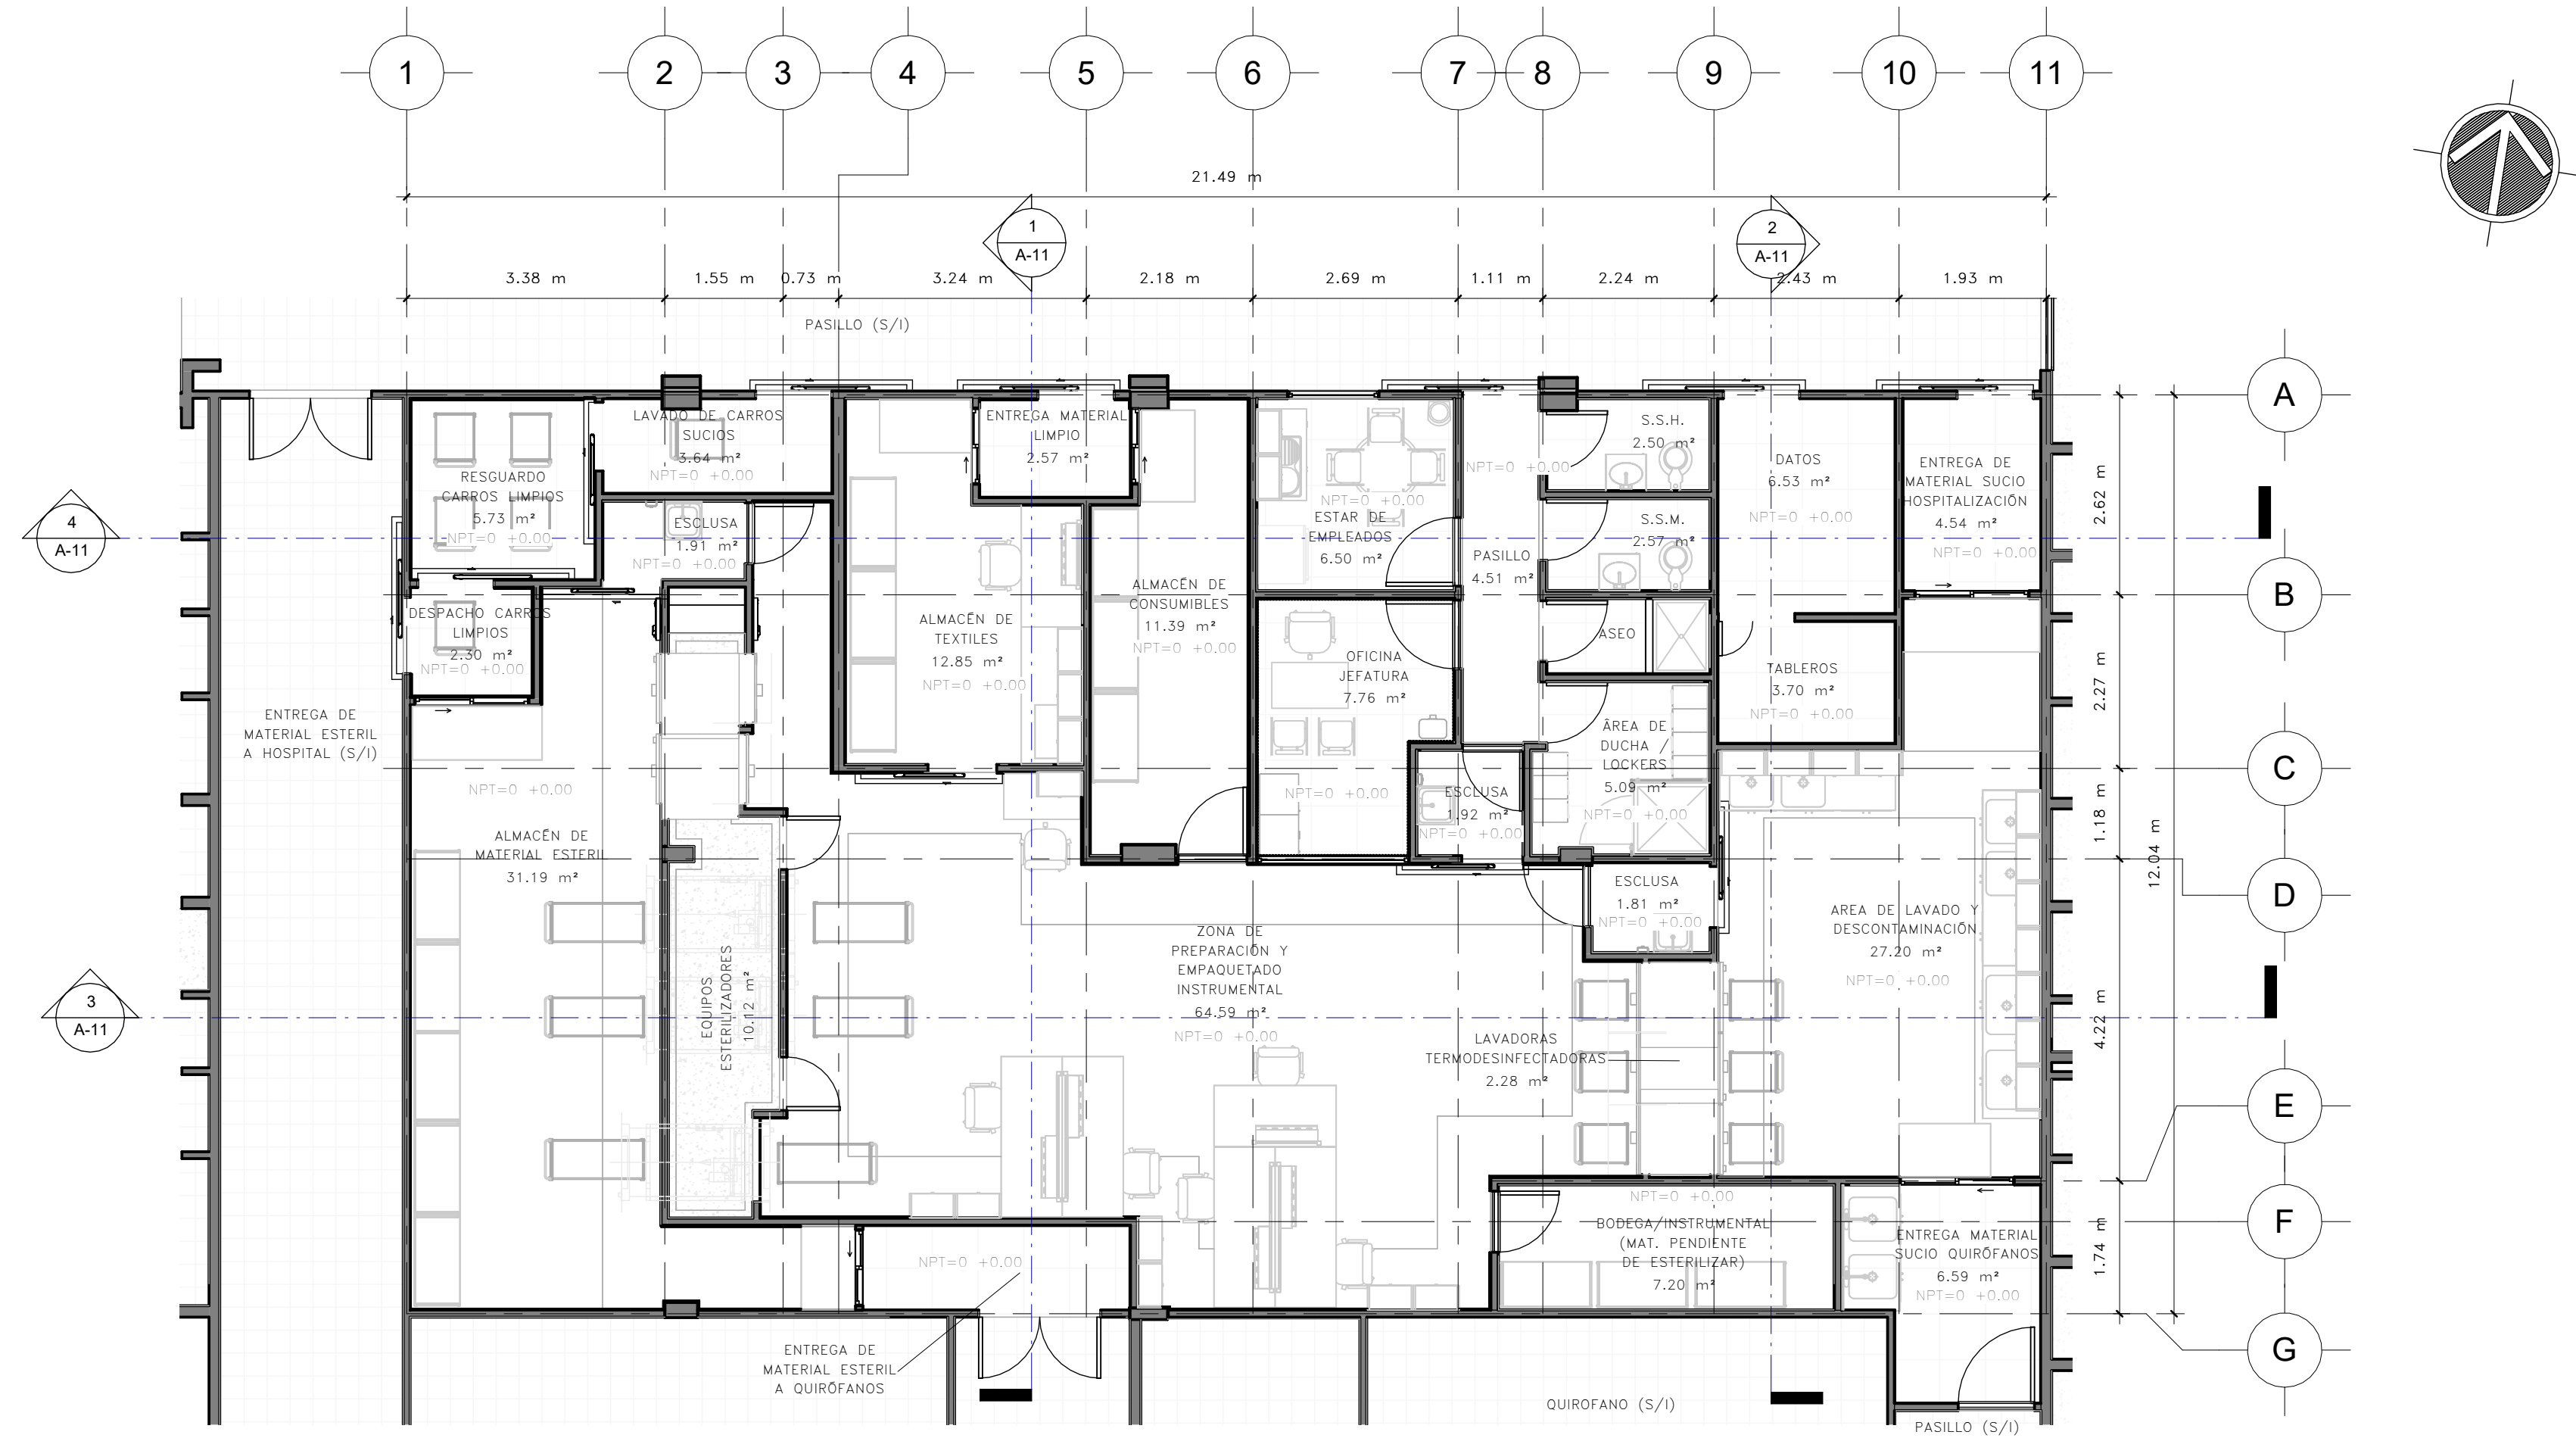 1 2 3 4 5 6 7 8 9 10 11
21.49 m
1
A-11
2
A-11
3.38 m 1.55 m 0.73 m 3.24 m 2.18 m 2.69 m 1.11 m 2.24 m 2.43 m 1.93 m
PASILLO (S/I)
A
B
C
D
E
F
G
2.62 m
2.27 m
1.18 m
4.22 m
1.74 m
12.04 m
4
A-11
3
A-11
RESGUARDO
CARROS LIMPIOS
5.73 m²
NPT=0 +0.00
LAVADO DE CARROS
SUCIOS
3.64 m²
NPT=0 +0.00
ESCLUSA
1.91 m²
NPT=0 +0.00
DESPACHO CARROS
LIMPIOS
2.30 m²
NPT=0 +0.00
ENTREGA MATERIAL
LIMPIO
2.57 m²
ALMACÉN DE
TEXTILES
12.85 m²
NPT=0 +0.00
ALMACÉN DE
CONSUMIBLES
11.39 m²
NPT=0 +0.00
NPT=0 +0.00
ESTAR DE
EMPLEADOS
6.50 m²
OFICINA
JEFATURA
7.76 m²
NPT=0 +0.00
NPT=0 +0.00
PASILLO
4.51 m²
S.S.H.
2.50 m²
S.S.M.
2.57 m²
ASEO
ÁREA DE
DUCHA /
LOCKERS
5.09 m²
NPT=0 +0.00
ESCLUSA
1.92 m²
NPT=0 +0.00
DATOS
6.53 m²
NPT=0 +0.00
TABLEROS
3.70 m²
NPT=0 +0.00
ENTREGA DE
MATERIAL SUCIO
HOSPITALIZACIÓN
4.54 m²
NPT=0 +0.00
ENTREGA DE
MATERIAL ESTERIL
A HOSPITAL (S/I)
NPT=0 +0.00
ALMACÉN DE
MATERIAL ESTERIL
31.19 m²
EQUIPOS
ESTERILIZADORES
10.12 m²
ZONA DE
PREPARACIÓN Y
EMPAQUETADO
INSTRUMENTAL
64.59 m²
NPT=0 +0.00
ESCLUSA
1.81 m²
NPT=0 +0.00
AREA DE LAVADO Y
DESCONTAMINACIÓN
27.20 m²
NPT=0 +0.00
LAVADORAS
TERMODESINFECTADORAS
2.28 m²
NPT=0 +0.00
BODEGA/INSTRUMENTAL
(MAT. PENDIENTE
DE ESTERILIZAR)
7.20 m²
ENTREGA MATERIAL
SUCIO QUIRÓFANOS
6.59 m²
NPT=0 +0.00
NPT=0 +0.00
ENTREGA DE
MATERIAL ESTERIL
A QUIRÓFANOS
QUIROFANO (S/I)
PASILLO (S/I)